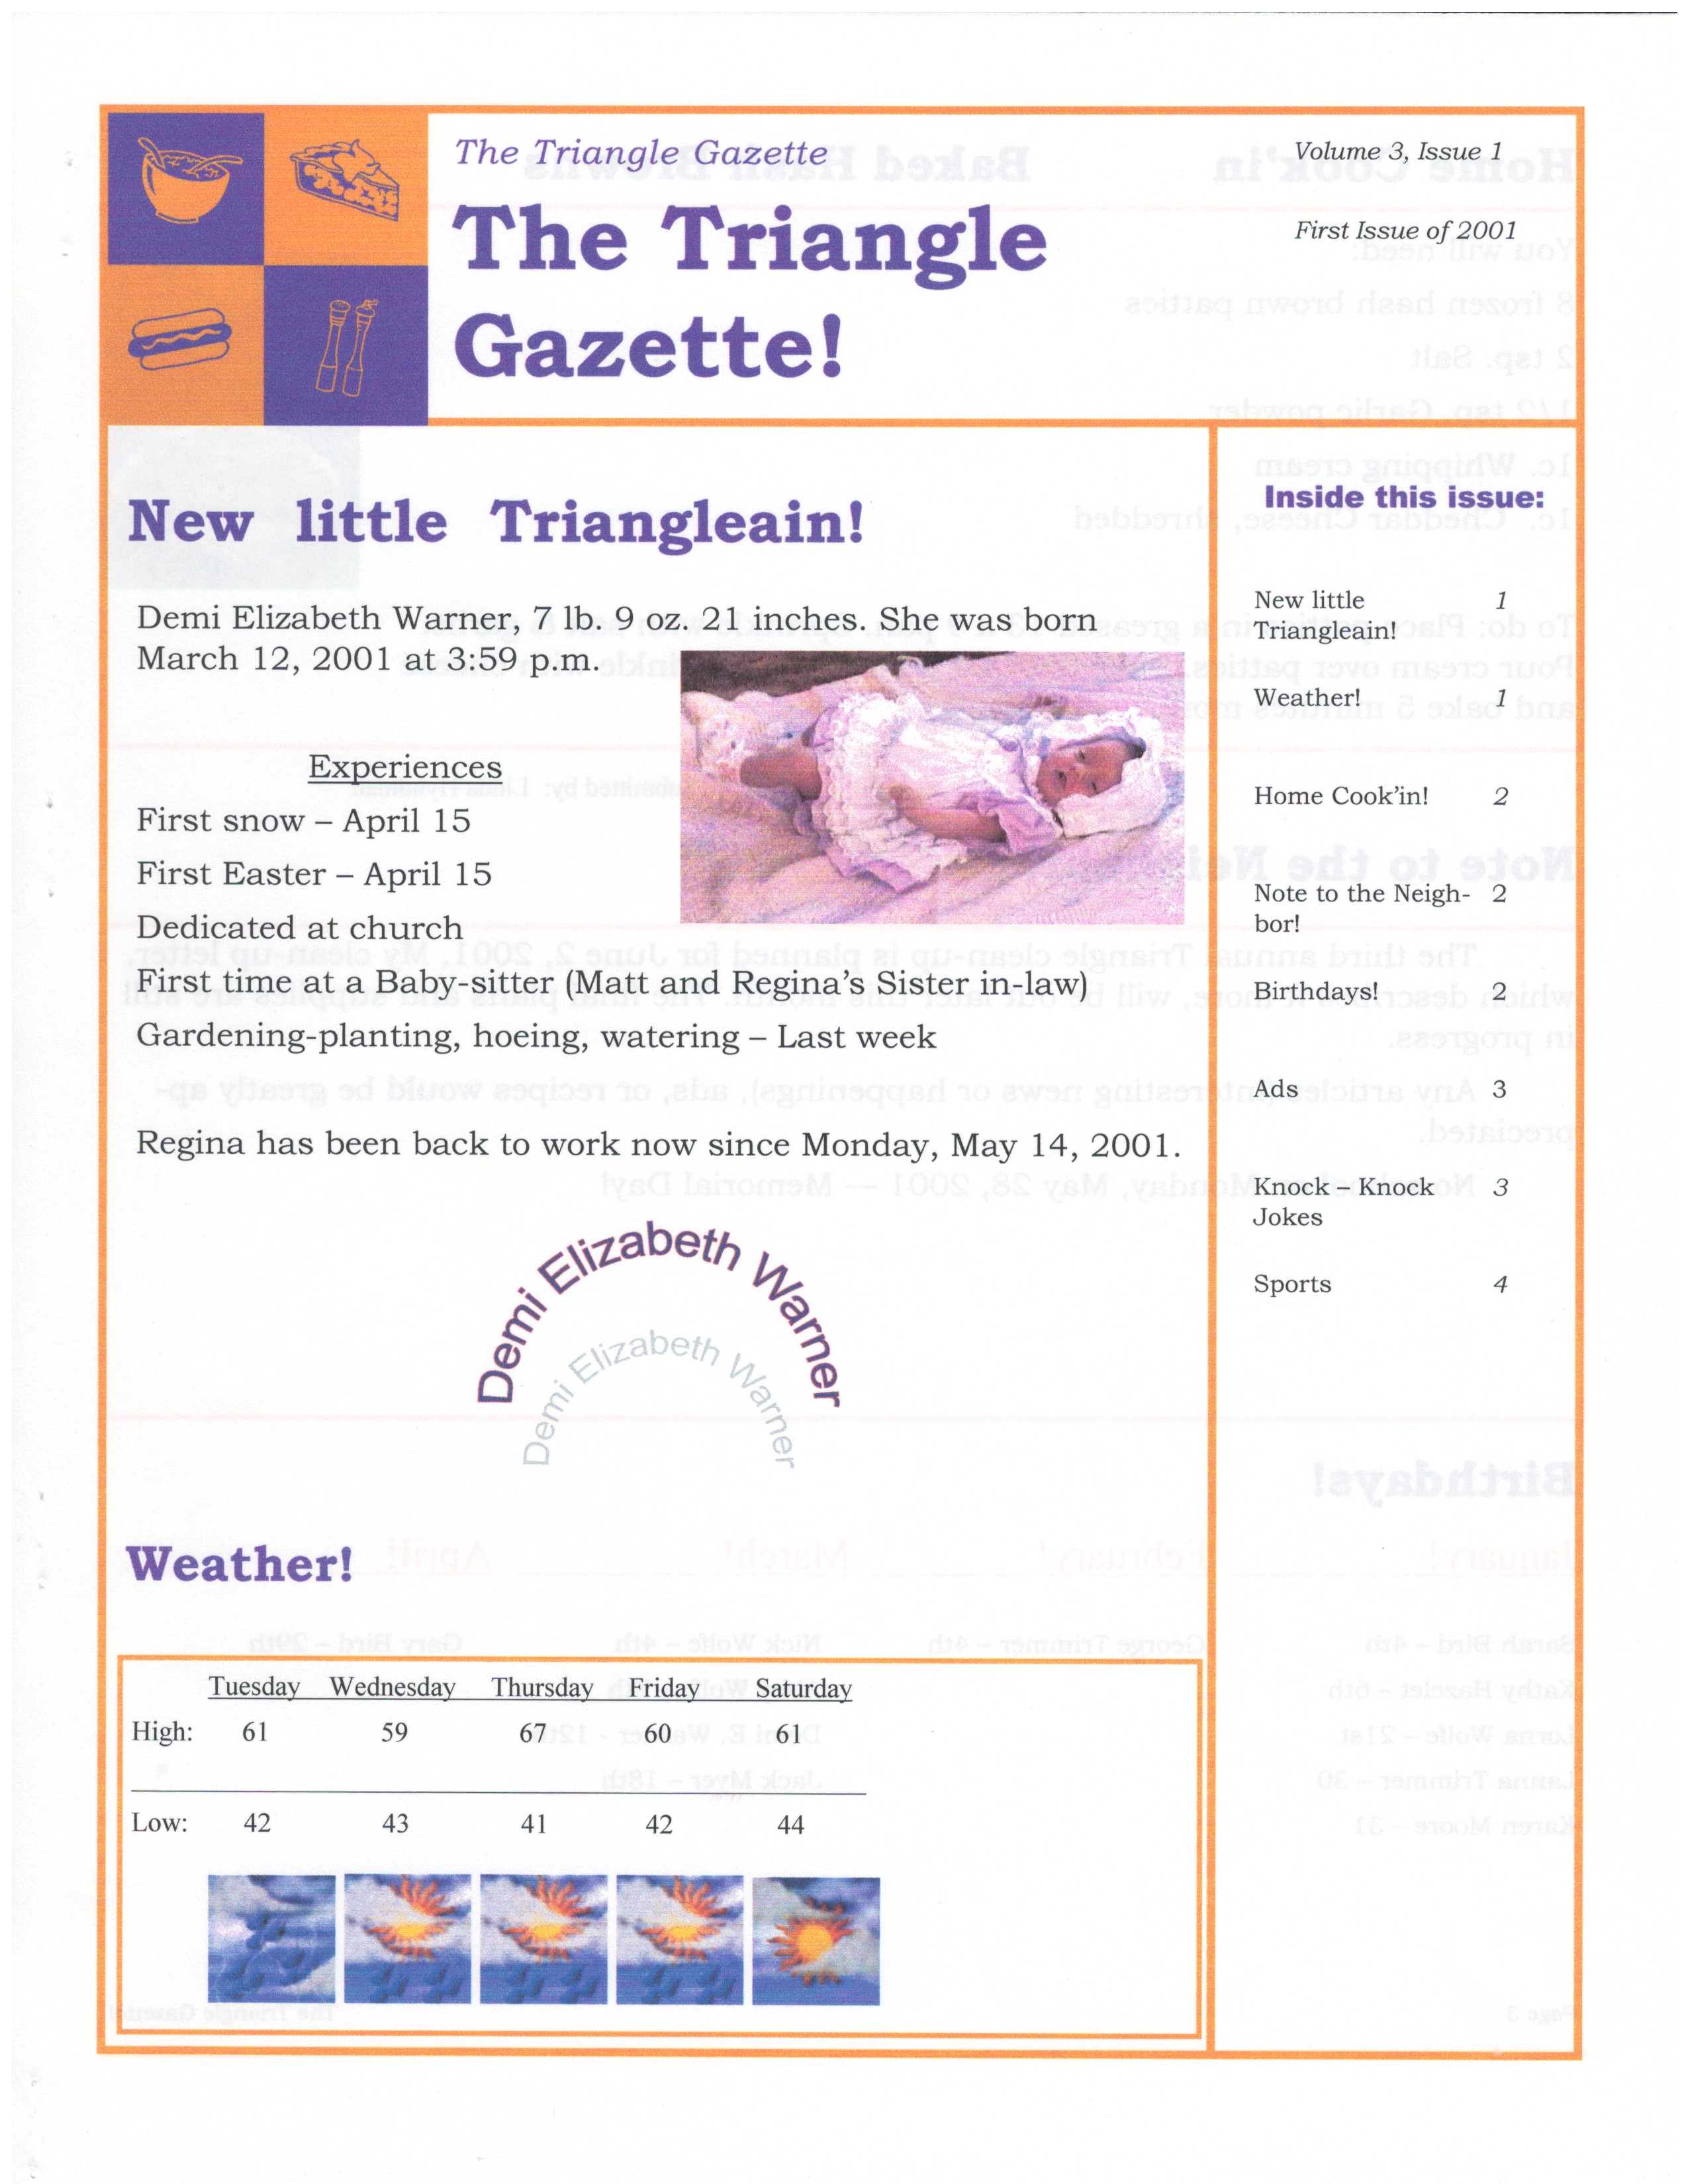 The Triangle Gazette
The Triangle
Gazette!
Volume 3, Issue 1
First Issue of 2001
New little Triangleain!
Demi Elizabeth Warner, 7 lb. 9 oz. 21 inches. She was born
March 12, 2001 at 3:59 p.m.
Experiences
First snow – April 15
First Easter – April 15
Dedicated at church
First time at a Baby-sitter (Matt and Regina's Sister in-law)
Gardening-planting, hoeing, watering – Last week
Regina has been back to work now since Monday, May 14, 2001.
Demi Elizabeth Warner
Demi Elizabeth Warner
Weather!
Tuesday Wednesday Thursday Friday Saturday
High: 61 59 67 60 61
Low: 42 43 41 42 44
Inside this issue:
New little 1
Triangleain!
Weather! 1
Home Cook'in! 2
Note to the Neigh- 2
bor!
Birthdays! 2
Ads 3
Knock – Knock 3
Jokes
Sports 4